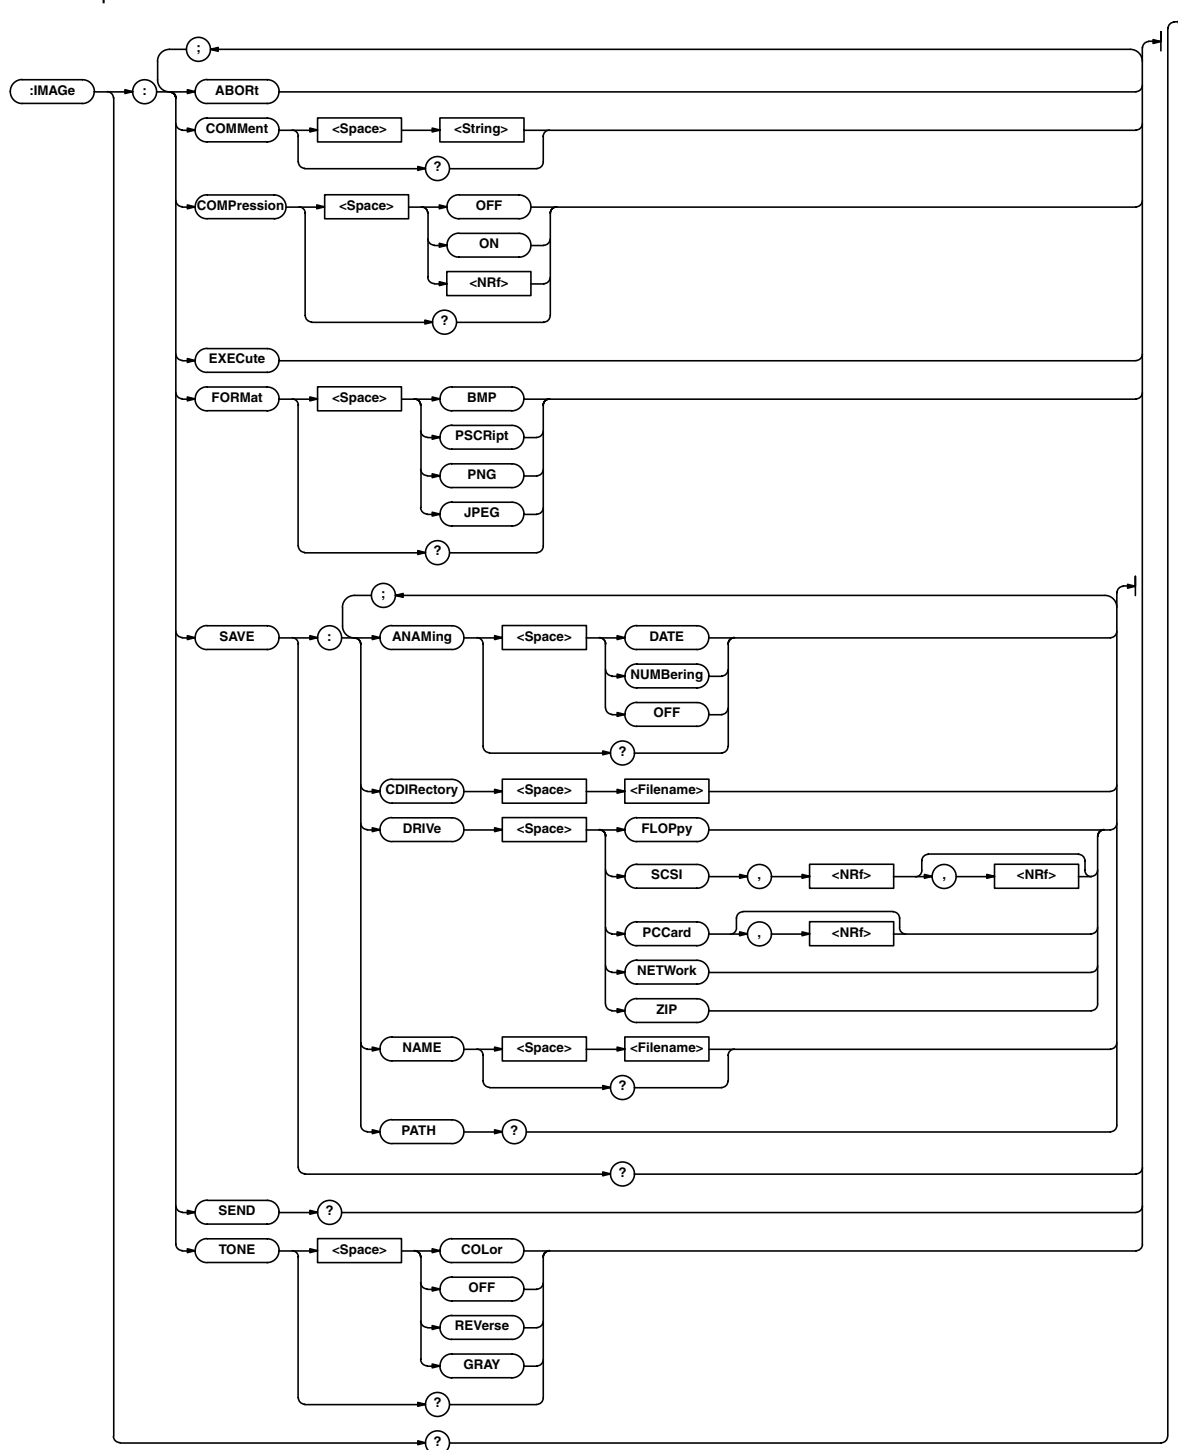 ;
:IMAGe : ABORt
COMMent <Space> <String>
?
COMPression <Space> OFF
ON
<NRf>
?
EXECute
FORMat <Space> BMP
PSCRipt
PNG
JPEG
?
;
SAVE : ANAMing <Space> DATE
NUMBering
OFF
?
CDIRectory <Space> <Filename>
DRIVe <Space> FLOPpy
SCSI , <NRf> , <NRf>
PCCard , <NRf>
NETWork
ZIP
NAME <Space> <Filename>
?
PATH ?
?
SEND ?
TONE <Space> COLor
OFF
REVerse
GRAY
?
?